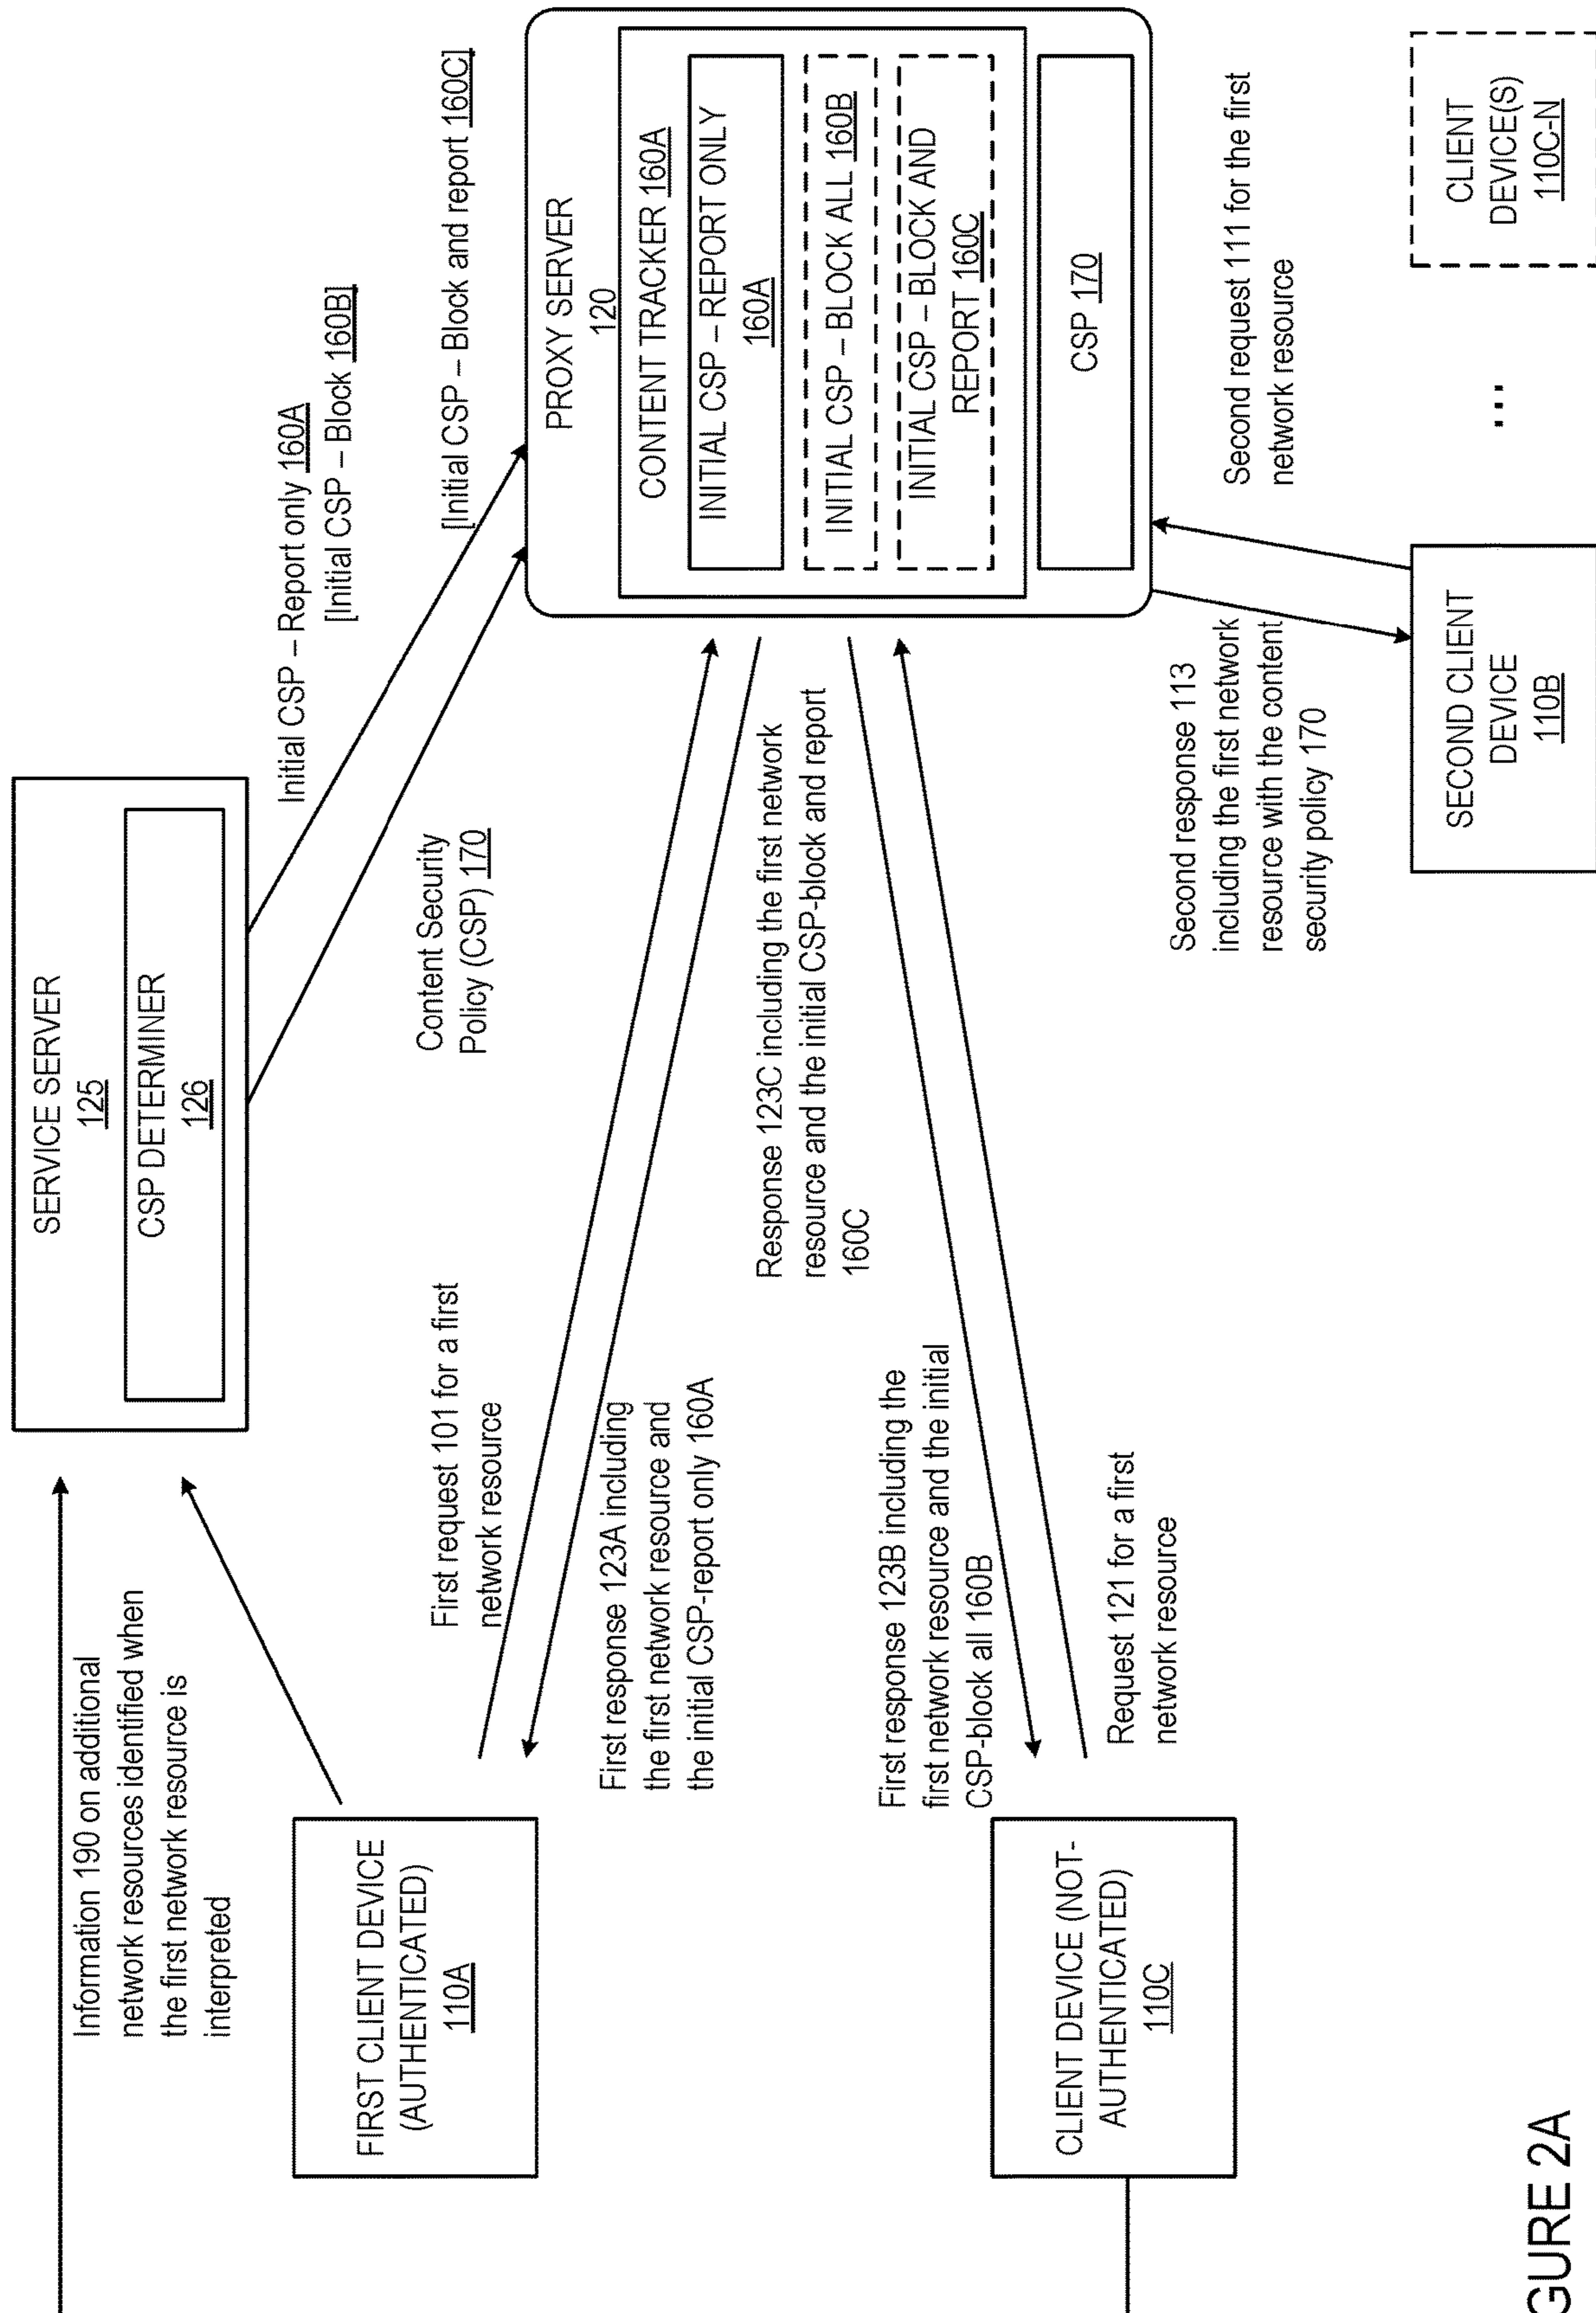 SERVICE SERVER
125
CSP DETERMINER
126
Information 190 on additional
network resources identified when
the first network resource is
interpreted
Initial CSP – Report only 160A
[Initial CSP – Block 160B]
[Initial CSP – Block and report 160C]
Content Security
Policy (CSP) 170
FIRST CLIENT DEVICE
(AUTHENTICATED)
110A
First request 101 for a first
network resource
First response 123A including
the first network resource and
the initial CSP-report only 160A
PROXY SERVER
120
CONTENT TRACKER 160A
INITIAL CSP – REPORT ONLY
160A
INITIAL CSP – BLOCK ALL 160B
INITIAL CSP – BLOCK AND
REPORT 160C
CSP 170
Response 123C including the first network
resource and the initial CSP-block and report
160C
First response 123B including the
first network resource and the initial
CSP-block all 160B
Request 121 for a first
network resource
CLIENT DEVICE (NOT-
AUTHENTICATED)
110C
Second response 113
including the first network
resource with the content
security policy 170
Second request 111 for the first
network resource
SECOND CLIENT
DEVICE
110B
...
CLIENT
DEVICE(S)
110C-N
GURE 2A